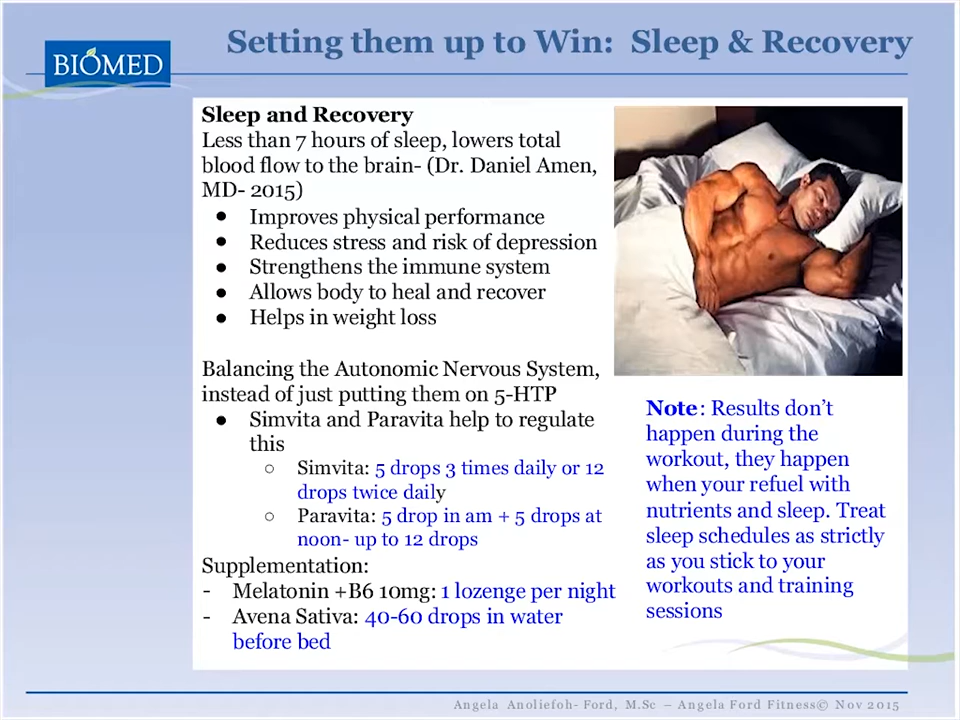 BIOMED
Setting them up to Win: Sleep & Recovery
Sleep and Recovery
Less than 7 hours of sleep, lowers total
blood flow to the brain- (Dr. Daniel Amen,
MD- 2015)
● Improves physical performance
● Reduces stress and risk of depression
● Strengthens the immune system
● Allows body to heal and recover
● Helps in weight loss
Balancing the Autonomic Nervous System,
instead of just putting them on 5-HTP
● Simvita and Paravita help to regulate
this
○ Simvita: 5 drops 3 times daily or 12
drops twice daily
○ Paravita: 5 drop in am + 5 drops at
noon- up to 12 drops
Supplementation:
- Melatonin +B6 10mg: 1 lozenge per night
- Avena Sativa: 40-60 drops in water
before bed
Note: Results don't
happen during the
workout, they happen
when your refuel with
nutrients and sleep. Treat
sleep schedules as strictly
as you stick to your
workouts and training
sessions
Angela Anoliefoh- Ford, M.Sc – Angela Ford Fitness© Nov 2015